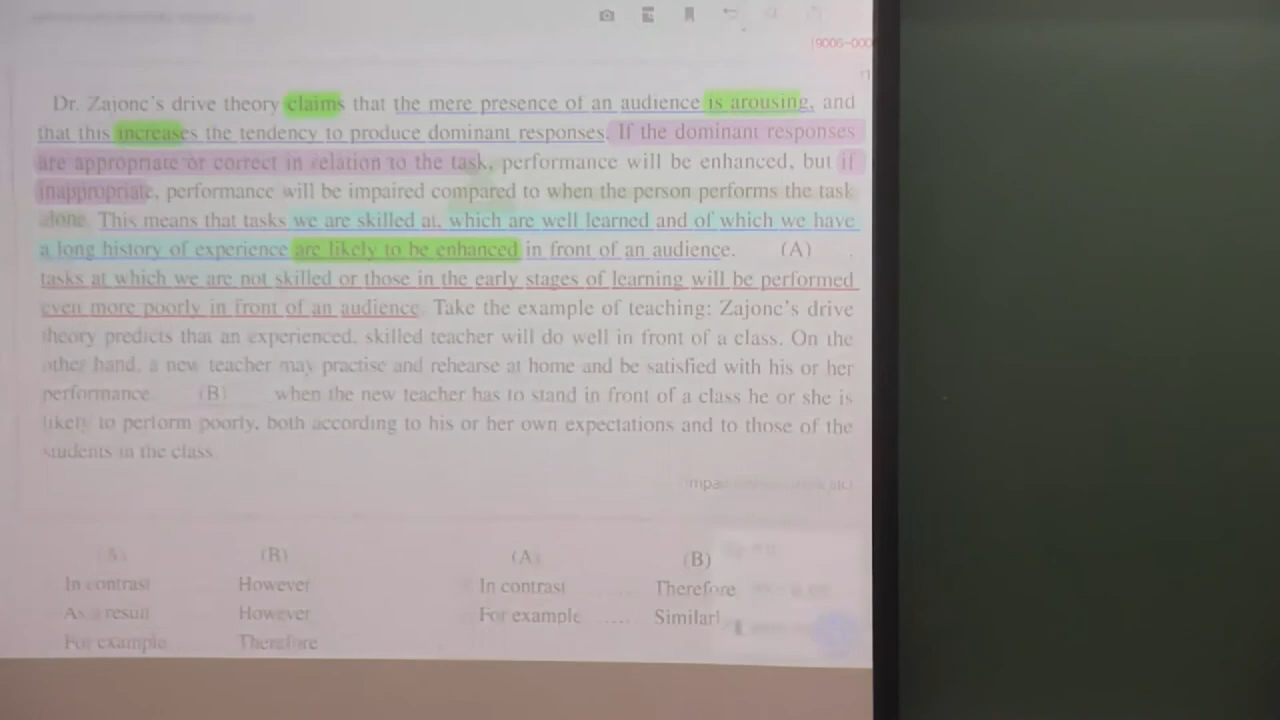 (9006-000
Dr. Zajonc's drive theory claims that the mere presence of an audience is arousing, and
that this increases the tendency to produce dominant responses. If the dominant responses
are appropriate or correct in relation to the task, performance will be enhanced, but if
inappropriate, performance will be impaired compared to when the person performs the task
alone. This means that tasks we are skilled at, which are well learned and of which we have
a long history of experience are likely to be enhanced in front of an audience. (A)
tasks at which we are not skilled or those in the early stages of learning will be performed
even more poorly in front of an audience. Take the example of teaching: Zajonc's drive
theory predicts that an experienced, skilled teacher will do well in front of a class. On the
other hand, a new teacher may practise and rehearse at home and be satisfied with his or her
performance. (B) when the new teacher has to stand in front of a class he or she is
likely to perform poorly, both according to his or her own expectations and to those of the
students in the class
(A) (B) (A) (B)
In contrast However In contrast ...... Therefore
As a result However For example ..... Similarl
For example Therefore